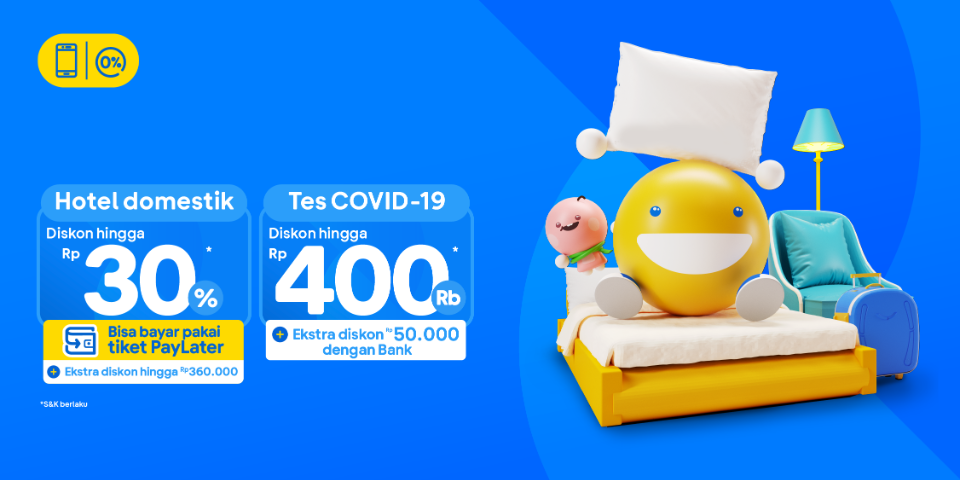 0%
Hotel domestik
Diskon hingga
Rp 30 % *
Bisa bayar pakai
tiket PayLater
+ Ekstra diskon hingga Rp360.000
Tes COVID-19
Diskon hingga
Rp 400 Rb *
+ Ekstra diskon Rp50.000
dengan Bank
*S&K berlaku